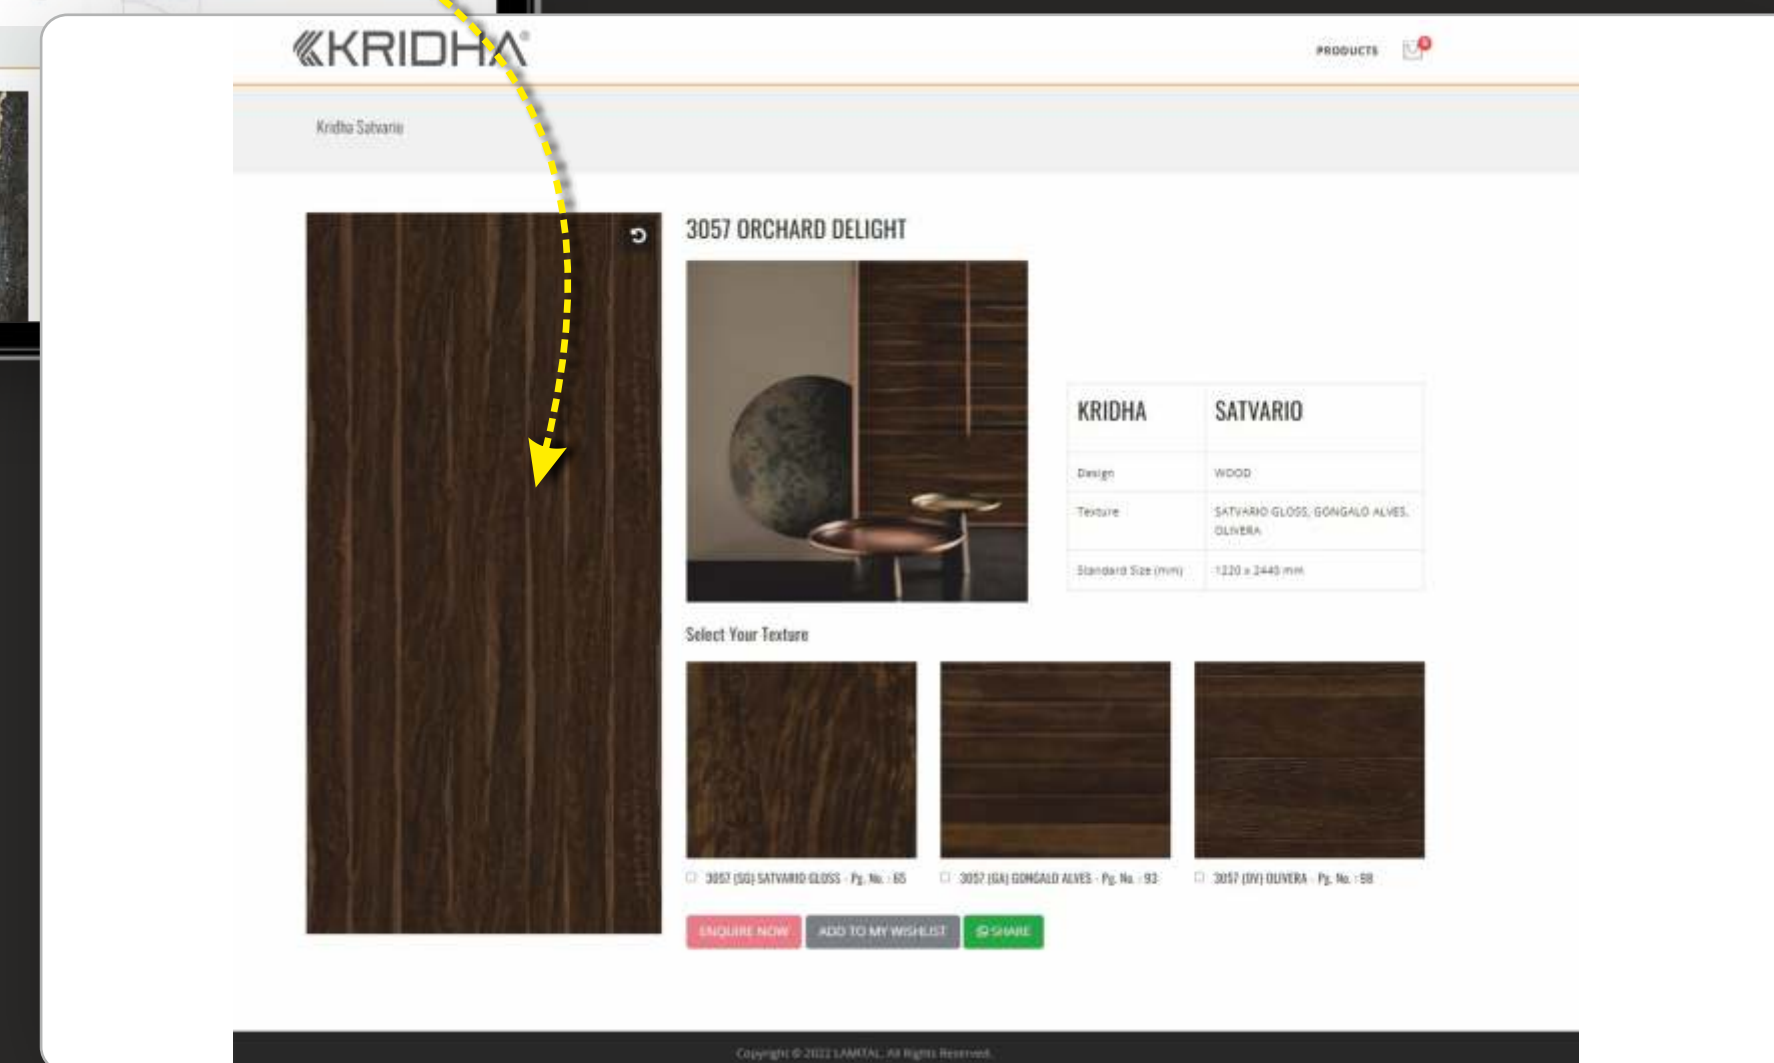 KRIDHA®
PRODUCTS
0
Kridha Satvario
3057 ORCHARD DELIGHT
KRIDHA SATVARIO
Design WOOD
Texture SATVARIO GLOSS, GONGALO ALVES,
OLIVERA
Standard Size (mm) 1220 x 2440 mm
Select Your Texture
3057 (SG) SATVARIO GLOSS - Pg. No. : 65
3057 (GA) GONGALO ALVES - Pg. No. : 93
3057 (OV) OLIVERA - Pg. No. : 98
ENQUIRE NOW
ADD TO MY WISHLIST
SHARE
Copyright © 2022 LAMITAL. All Rights Reserved.